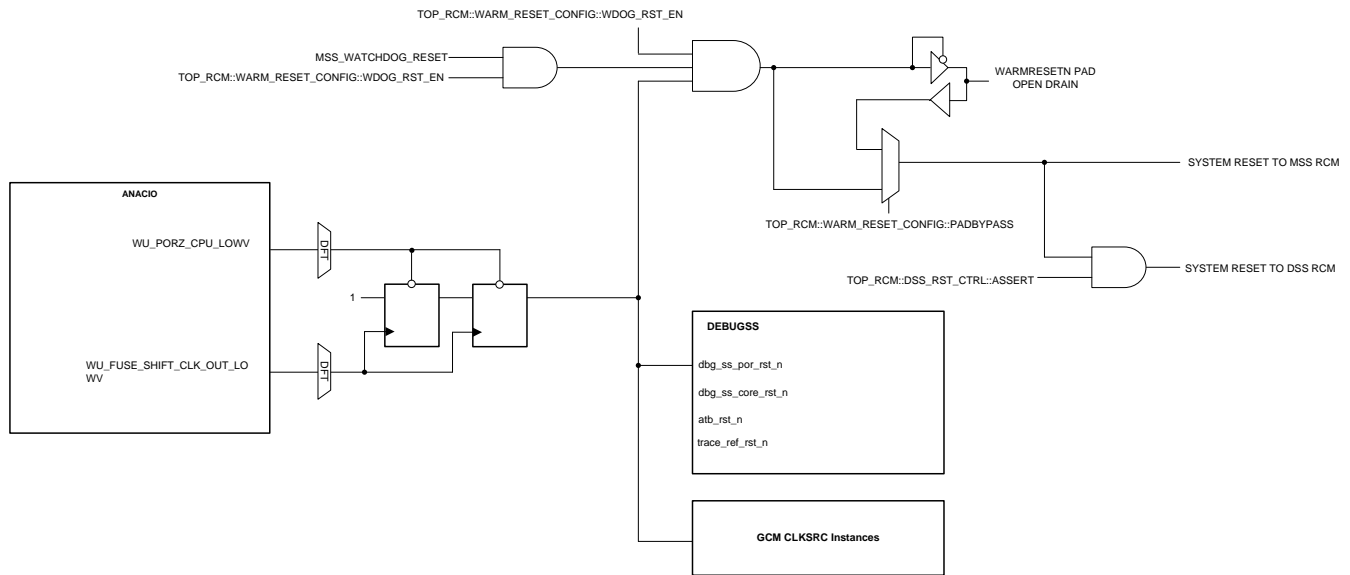 TOP_RCM::WARM_RESET_CONFIG::WDOG_RST_EN
MSS_WATCHDOG_RESET
TOP_RCM::WARM_RESET_CONFIG::WDOG_RST_EN
WARMRESETN PAD
OPEN DRAIN
SYSTEM RESET TO MSS RCM
ANACIO
TOP_RCM::WARM_RESET_CONFIG::PADBYPASS
WU_PORZ_CPU_LOWV
DFT
SYSTEM RESET TO DSS RCM
TOP_RCM::DSS_RST_CTRL::ASSERT
1
DEBUGSS
WU_FUSE_SHIFT_CLK_OUT_LO
WV
DFT
dbg_ss_por_rst_n
dbg_ss_core_rst_n
atb_rst_n
trace_ref_rst_n
GCM CLKSRC Instances